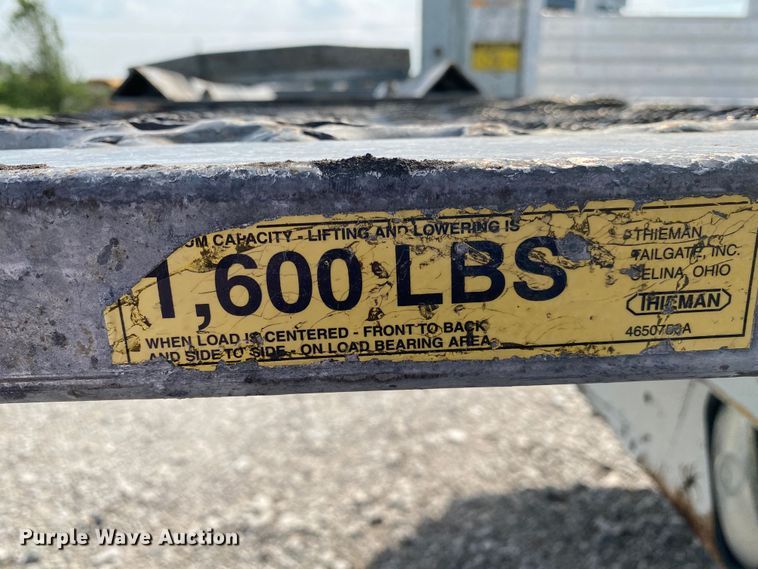 UM CAPACITY - LIFTING AND LOWERING IS
1,600 LBS
WHEN LOAD IS CENTERED - FRONT TO BACK
AND SIDE TO SIDE - ON LOAD BEARING AREA
THIEMAN
TAILGATE, INC.
CELINA, OHIO
THIEMAN
Purple Wave Auction